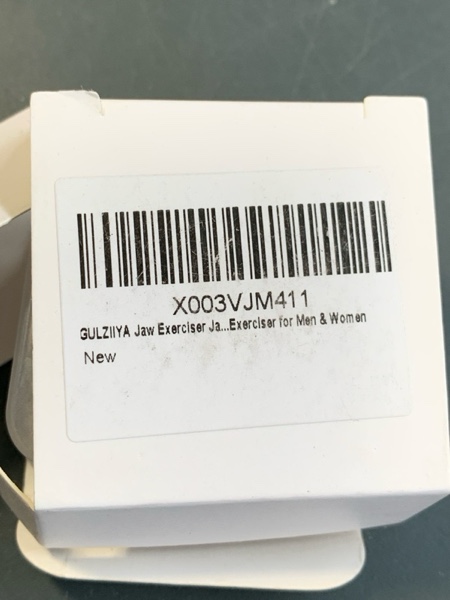 X003VJM411
GULZIIYA Jaw Exerciser Ja...Exerciser for Men & Women
New